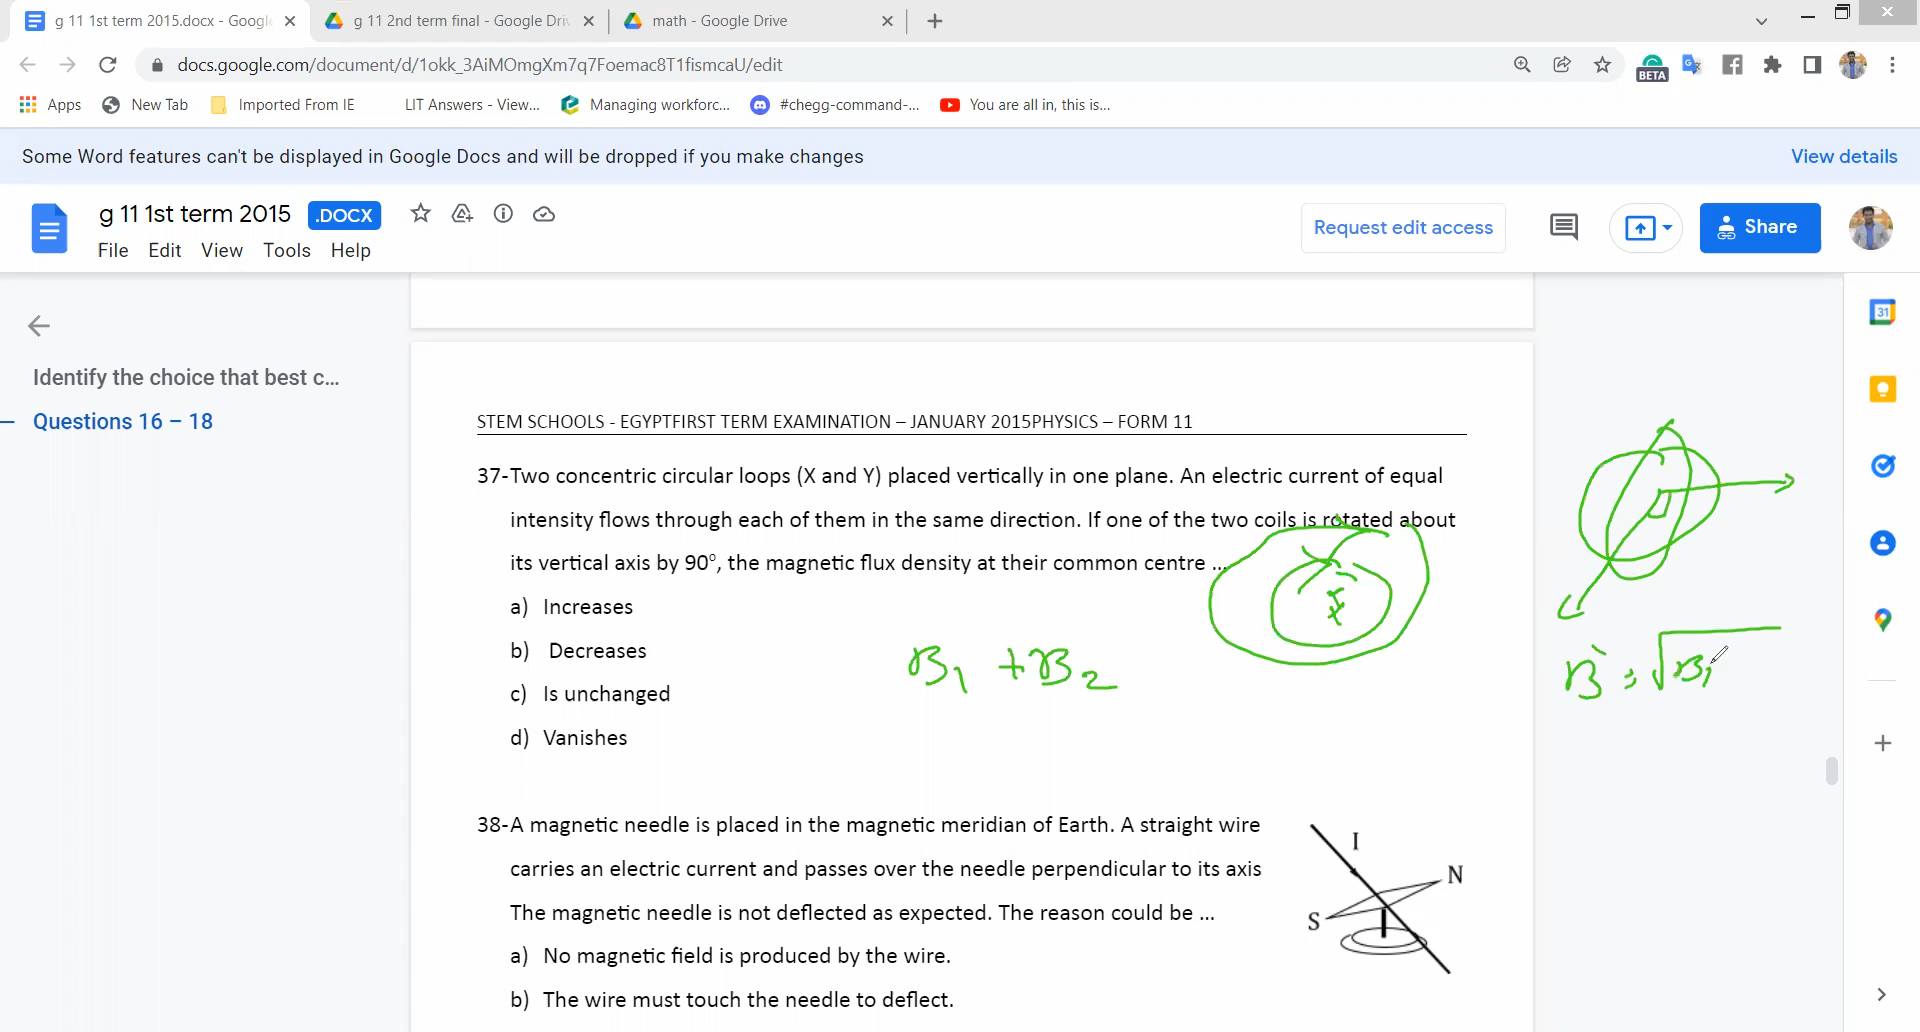 g 11 1st term 2015.docx - Googl
g 11 2nd term final - Google Driv
math - Google Drive
docs.google.com/document/d/1okk_3AiMOmgXm7q7Foemac8T1fismcaU/edit
BETA
Apps
New Tab
Imported From IE
LIT Answers - View...
Managing workforc...
#chegg-command-...
You are all in, this is...
Some Word features can't be displayed in Google Docs and will be dropped if you make changes
View details
g 11 1st term 2015 .DOCX
Request edit access
Share
File Edit View Tools Help
31
Identify the choice that best c...
Questions 16 – 18
STEM SCHOOLS - EGYPTFIRST TERM EXAMINATION – JANUARY 2015PHYSICS – FORM 11
37-Two concentric circular loops (X and Y) placed vertically in one plane. An electric current of equal
intensity flows through each of them in the same direction. If one of the two coils is rotated about
its vertical axis by 90°, the magnetic flux density at their common centre ...
a) Increases
b) Decreases
c) Is unchanged
d) Vanishes
B1 + B2
B` = √B1
38-A magnetic needle is placed in the magnetic meridian of Earth. A straight wire
carries an electric current and passes over the needle perpendicular to its axis
The magnetic needle is not deflected as expected. The reason could be ...
a) No magnetic field is produced by the wire.
b) The wire must touch the needle to deflect.
I
N
S